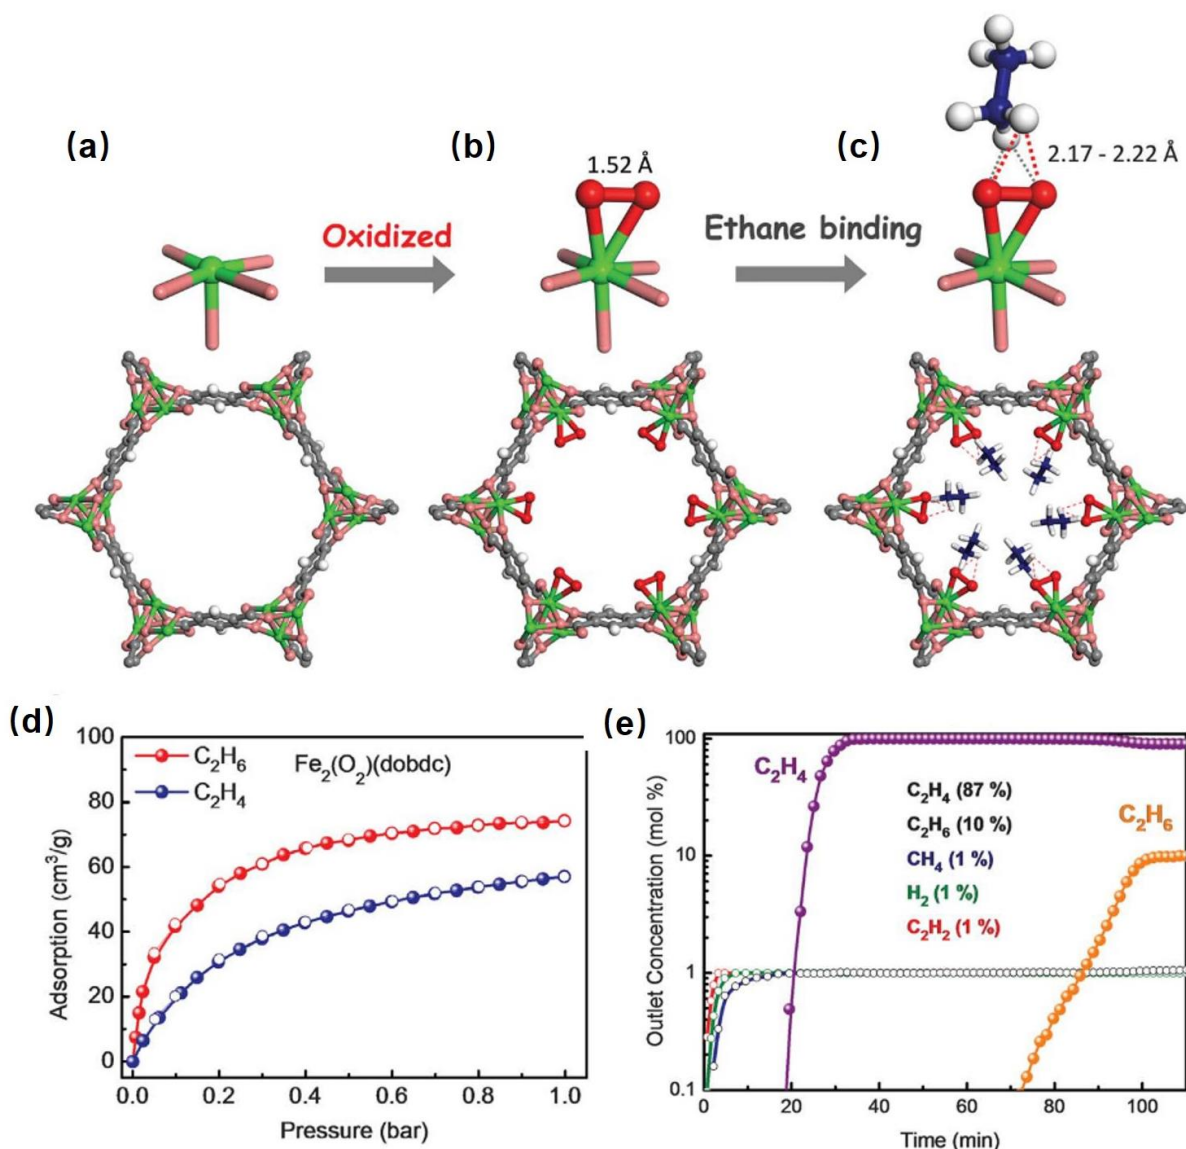 (a)
(b)
(c)
1.52 Å
2.17 - 2.22 Å
Oxidized
Ethane binding
(d)
100
80
60
40
20
0
Adsorption (cm³/g)
C₂H₆
C₂H₄
Fe₂(O₂)(dobdc)
0.0 0.2 0.4 0.6 0.8 1.0
Pressure (bar)
(e)
100
10
1
0.1
Outlet Concentration (mol %)
C₂H₄
C₂H₄ (87 %)
C₂H₆ (10 %)
CH₄ (1 %)
H₂ (1 %)
C₂H₂ (1 %)
C₂H₆
0 20 40 60 80 100
Time (min)